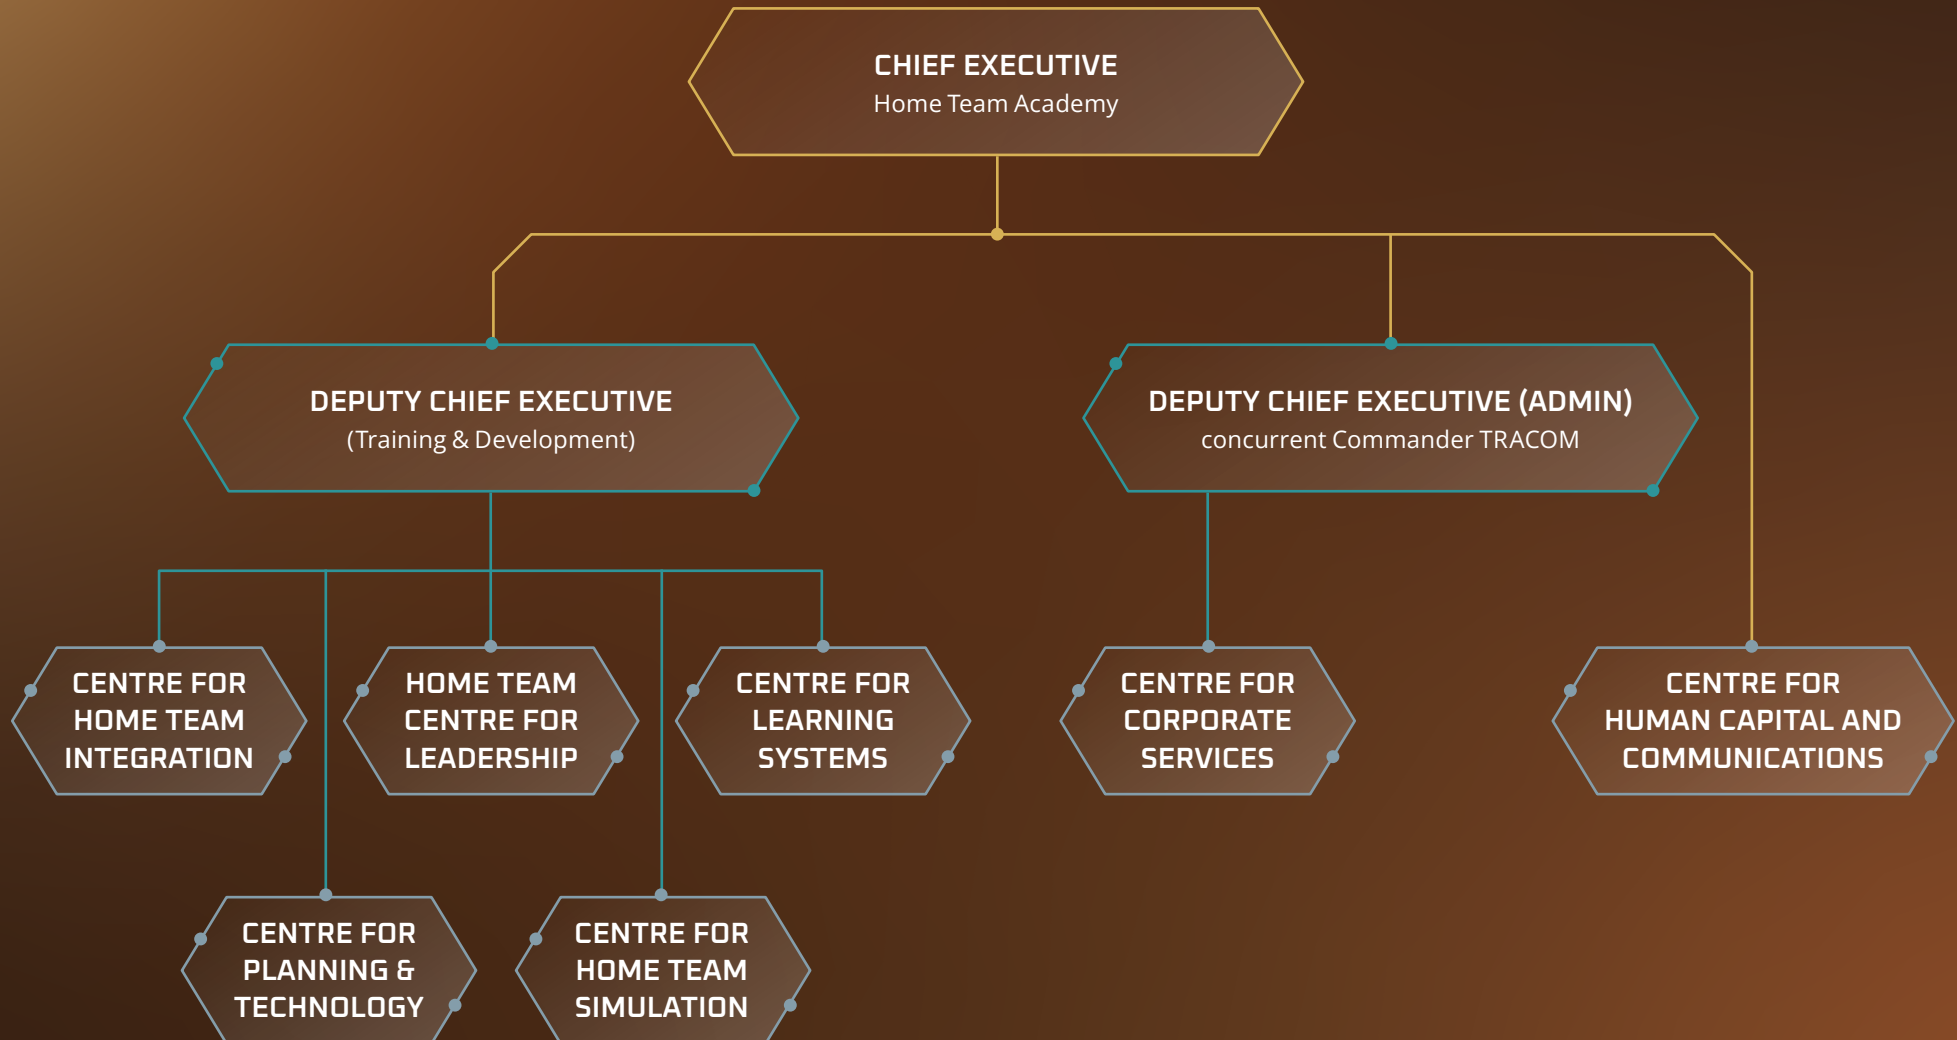 CHIEF EXECUTIVE
Home Team Academy
DEPUTY CHIEF EXECUTIVE
(Training & Development)
DEPUTY CHIEF EXECUTIVE (ADMIN)
concurrent Commander TRACOM
CENTRE FOR
HOME TEAM
INTEGRATION
HOME TEAM
CENTRE FOR
LEADERSHIP
CENTRE FOR
LEARNING
SYSTEMS
CENTRE FOR
CORPORATE
SERVICES
CENTRE FOR
HUMAN CAPITAL AND
COMMUNICATIONS
CENTRE FOR
PLANNING &
TECHNOLOGY
CENTRE FOR
HOME TEAM
SIMULATION